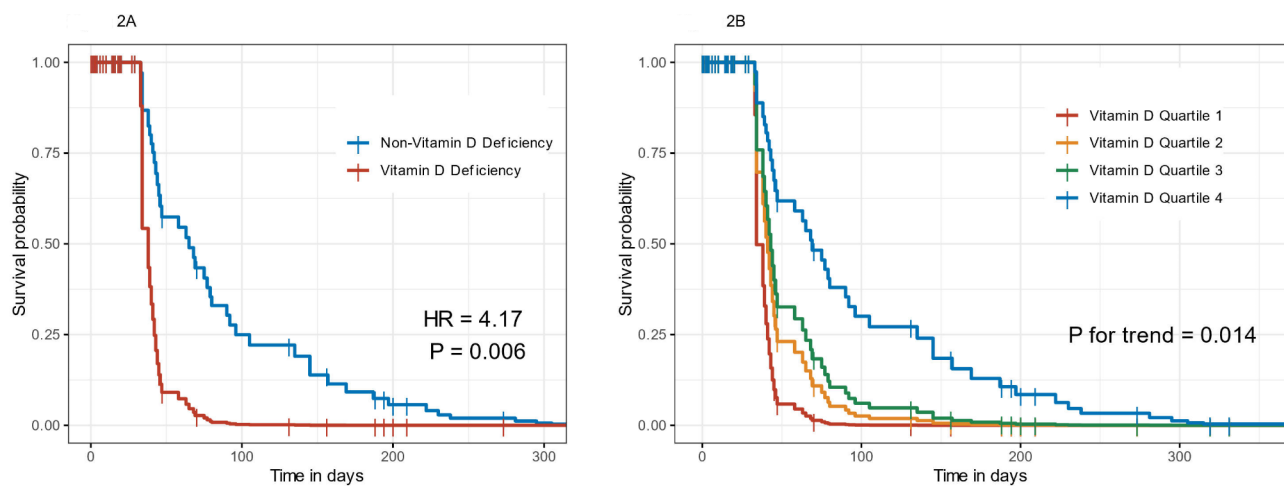 2A
1.00
0.75
0.50
0.25
0.00
Survival probability
Non-Vitamin D Deficiency
Vitamin D Deficiency
HR = 4.17
P = 0.006
0
100
200
300
Time in days
2B
1.00
0.75
0.50
0.25
0.00
Survival probability
Vitamin D Quartile 1
Vitamin D Quartile 2
Vitamin D Quartile 3
Vitamin D Quartile 4
P for trend = 0.014
0
100
200
300
Time in days